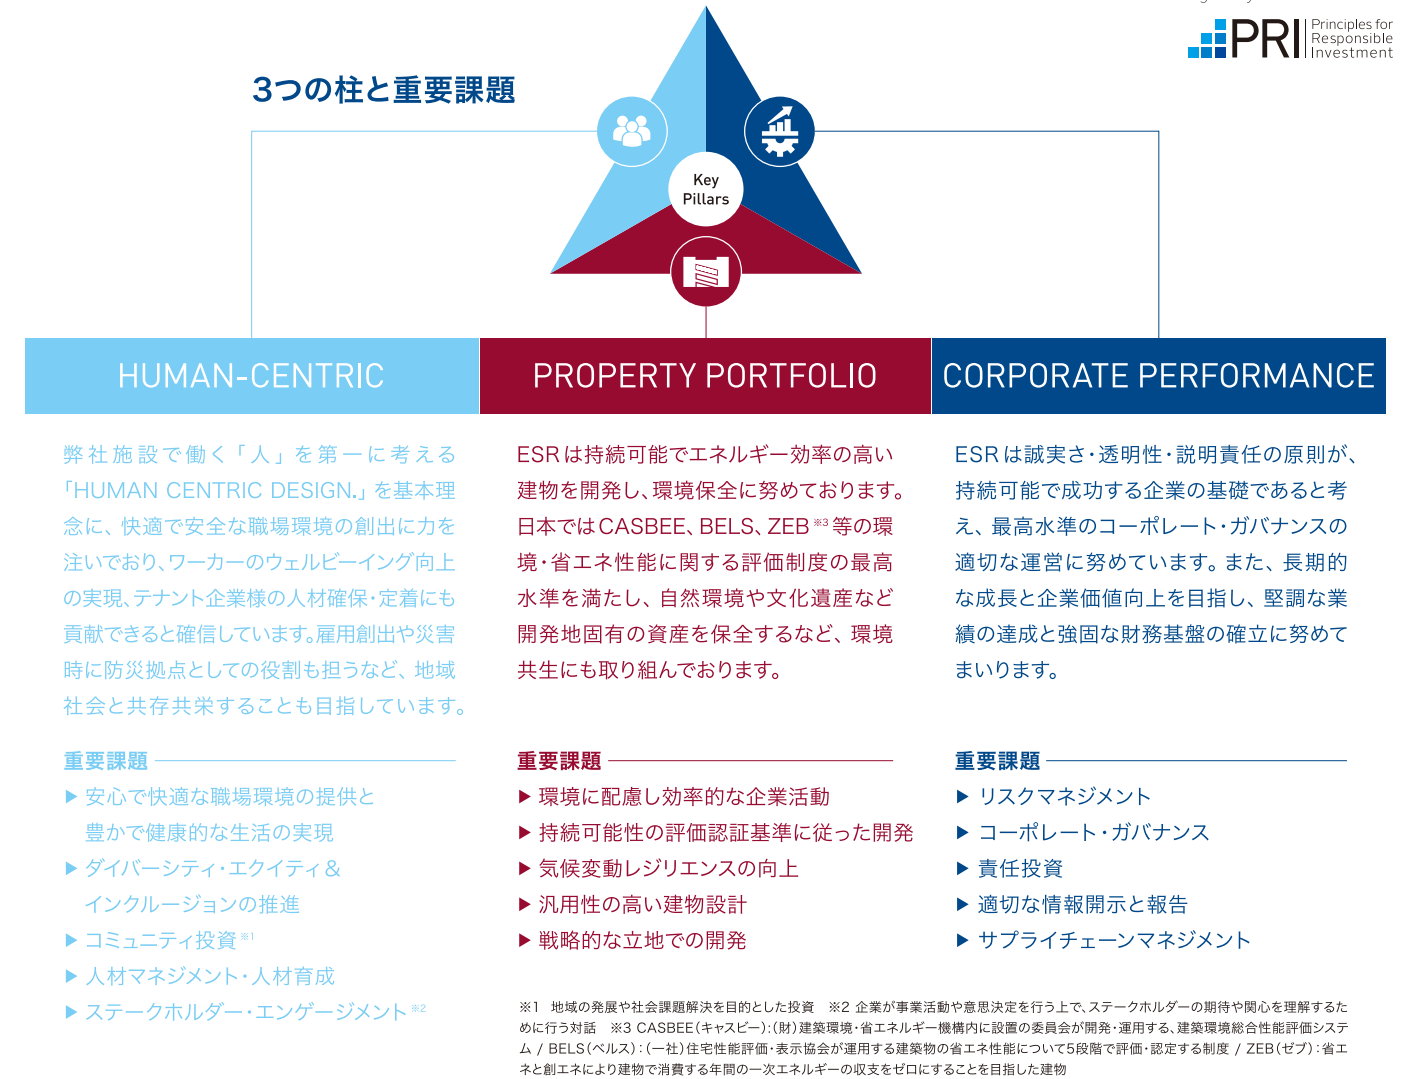 PRI
Principles for
Responsible
Investment
3つの柱と重要課題
Key
Pillars
HUMAN-CENTRIC
弊社施設で働く「人」を第一に考える
「HUMAN CENTRIC DESIGN.」を基本理
念に、快適で安全な職場環境の創出に力を
注いでおり、ワーカーのウェルビーイング向上
の実現、テナント企業様の人材確保・定着にも
貢献できると確信しています。雇用創出や災害
時に防災拠点としての役割も担うなど、地域
社会と共存共栄することも目指しています。
重要課題
▶ 安心で快適な職場環境の提供と
豊かで健康的な生活の実現
▶ ダイバーシティ・エクイティ&
インクルージョンの推進
▶ コミュニティ投資※1
▶ 人材マネジメント・人材育成
▶ ステークホルダー・エンゲージメント※2
PROPERTY PORTFOLIO
ESRは持続可能でエネルギー効率の高い
建物を開発し、環境保全に努めております。
日本ではCASBEE、BELS、ZEB※3等の環
境・省エネ性能に関する評価制度の最高
水準を満たし、自然環境や文化遺産など
開発地固有の資産を保全するなど、環境
共生にも取り組んでおります。
重要課題
▶ 環境に配慮し効率的な企業活動
▶ 持続可能性の評価認証基準に従った開発
▶ 気候変動レジリエンスの向上
▶ 汎用性の高い建物設計
▶ 戦略的な立地での開発
CORPORATE PERFORMANCE
ESRは誠実さ・透明性・説明責任の原則が、
持続可能で成功する企業の基礎であると考
え、最高水準のコーポレート・ガバナンスの
適切な運営に努めています。また、長期的
な成長と企業価値向上を目指し、堅調な業
績の達成と強固な財務基盤の確立に努めて
まいります。
重要課題
▶ リスクマネジメント
▶ コーポレート・ガバナンス
▶ 責任投資
▶ 適切な情報開示と報告
▶ サプライチェーンマネジメント
※1 地域の発展や社会課題解決を目的とした投資 ※2 企業が事業活動や意思決定を行う上で、ステークホルダーの期待や関心を理解するた
めに行う対話 ※3 CASBEE(キャスビー):(財)建築環境・省エネルギー機構内に設置の委員会が開発・運用する、建築環境総合性能評価システ
ム / BELS(ベルス):(一社)住宅性能評価・表示協会が運用する建築物の省エネ性能について5段階で評価・認定する制度 / ZEB(ゼブ):省エ
ネと創エネにより建物で消費する年間の一次エネルギーの収支をゼロにすることを目指した建物